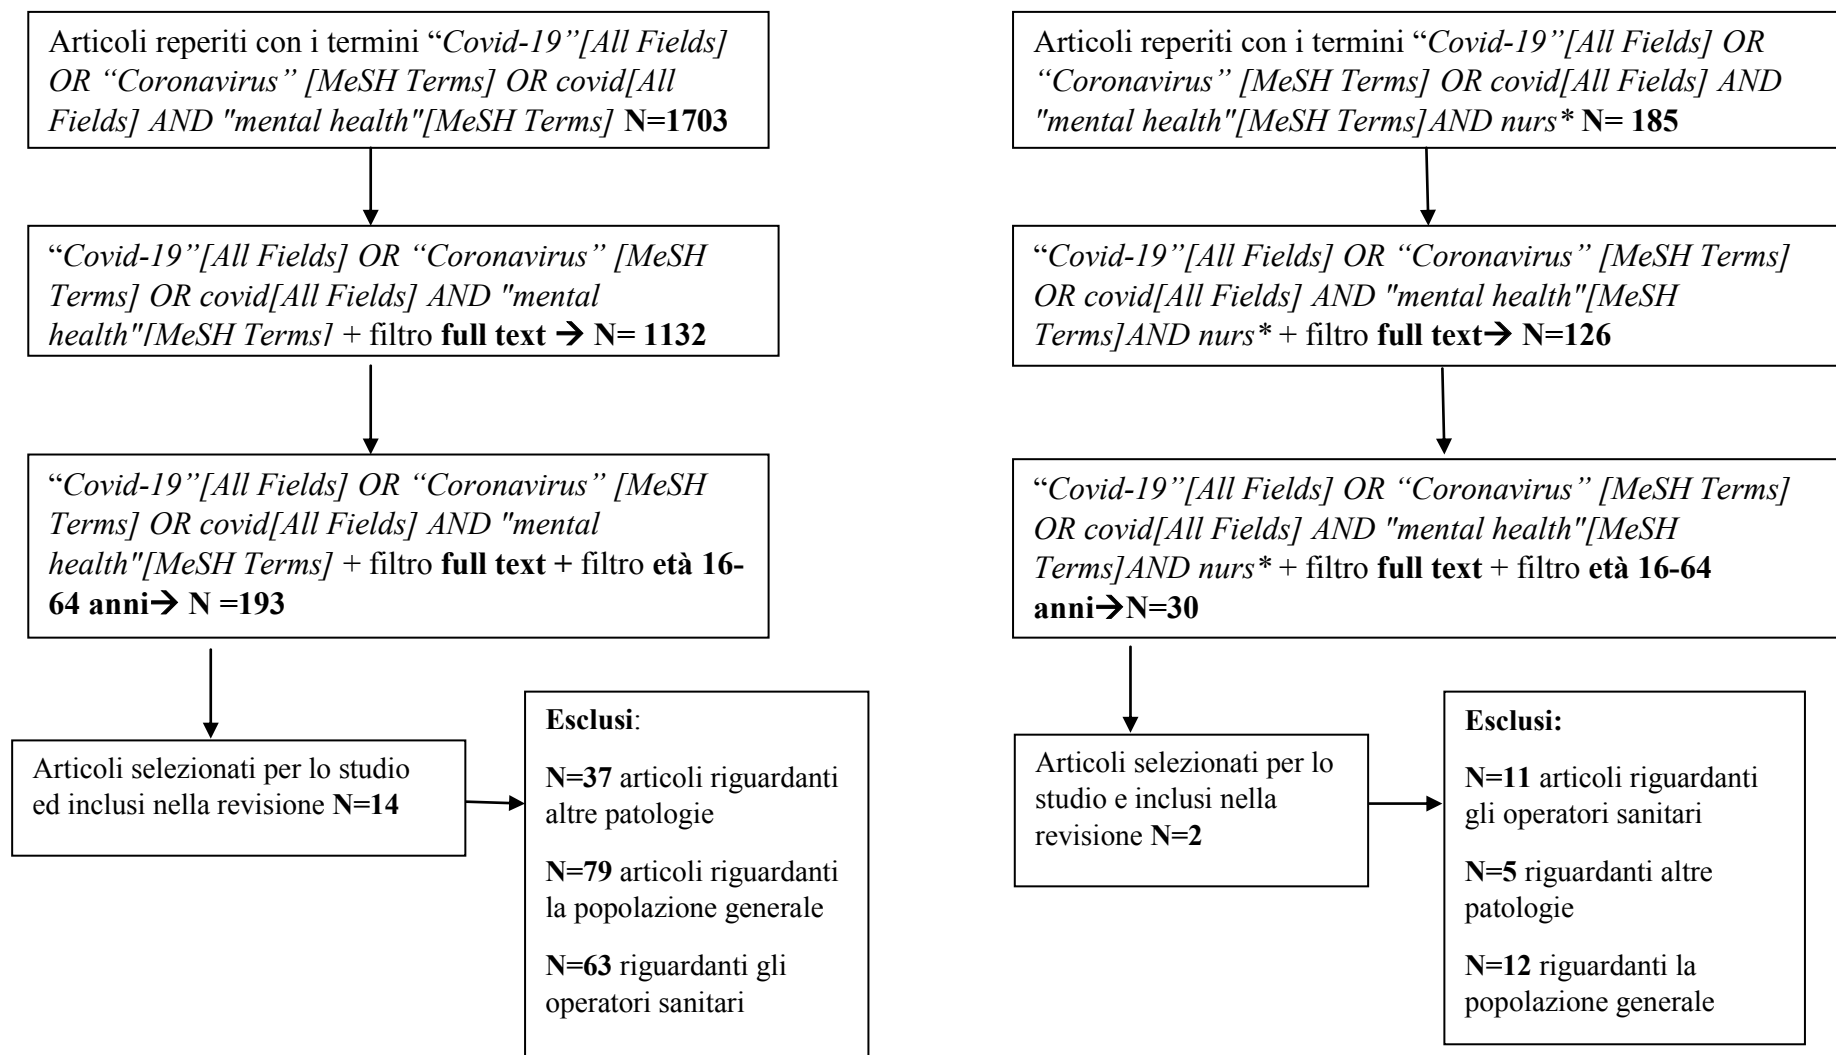 Articoli reperiti con i termini “Covid-19”[All Fields]
OR “Coronavirus” [MeSH Terms] OR covid[All
Fields] AND "mental health"[MeSH Terms] N=1703
“Covid-19”[All Fields] OR “Coronavirus” [MeSH
Terms] OR covid[All Fields] AND "mental
health"[MeSH Terms] + filtro full text → N= 1132
“Covid-19”[All Fields] OR “Coronavirus” [MeSH
Terms] OR covid[All Fields] AND "mental
health"[MeSH Terms] + filtro full text + filtro età 16-
64 anni→ N =193
Articoli selezionati per lo studio
ed inclusi nella revisione N=14
Esclusi:
N=37 articoli riguardanti
altre patologie
N=79 articoli riguardanti
la popolazione generale
N=63 riguardanti gli
operatori sanitari
Articoli reperiti con i termini “Covid-19”[All Fields] OR
“Coronavirus” [MeSH Terms] OR covid[All Fields] AND
"mental health"[MeSH Terms]AND nurs* N= 185
“Covid-19”[All Fields] OR “Coronavirus” [MeSH Terms]
OR covid[All Fields] AND "mental health"[MeSH
Terms]AND nurs* + filtro full text→ N=126
“Covid-19”[All Fields] OR “Coronavirus” [MeSH Terms]
OR covid[All Fields] AND "mental health"[MeSH
Terms]AND nurs* + filtro full text + filtro età 16-64
anni→N=30
Articoli selezionati per lo
studio e inclusi nella
revisione N=2
Esclusi:
N=11 articoli riguardanti
gli operatori sanitari
N=5 riguardanti altre
patologie
N=12 riguardanti la
popolazione generale